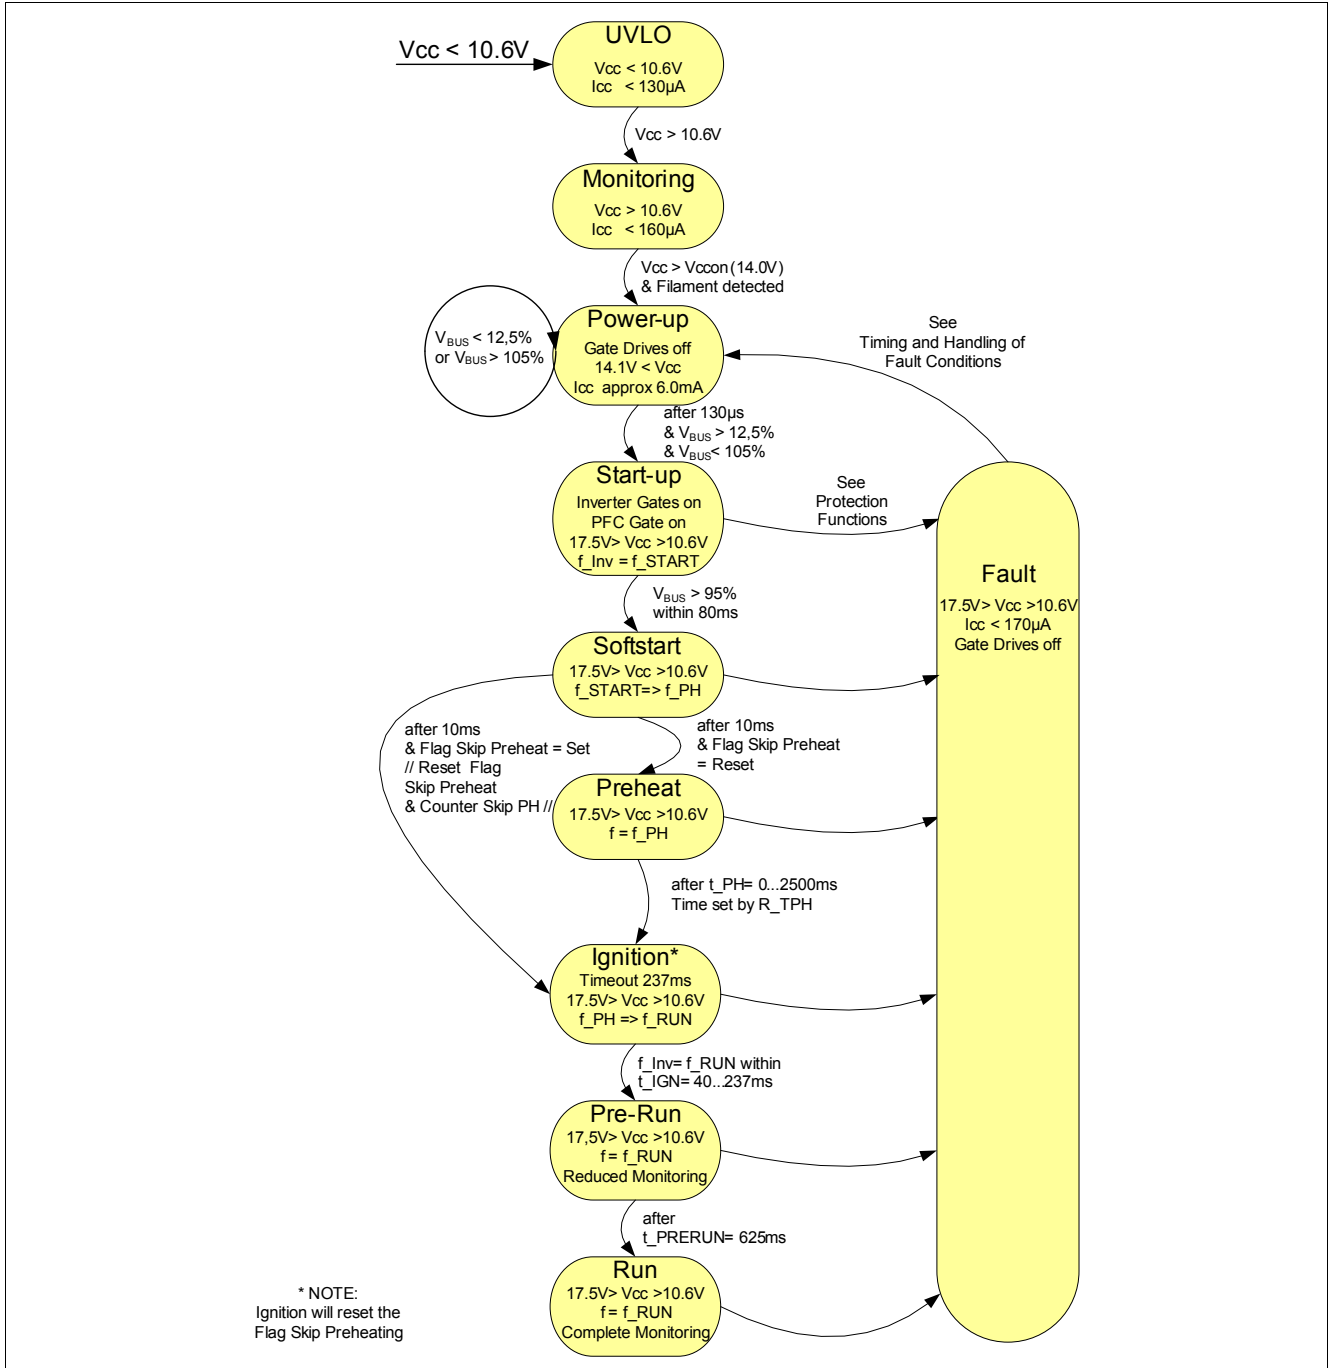 Vcc < 10.6V
UVLO
Vcc < 10.6V
Icc < 130µA
Vcc > 10.6V
Monitoring
Vcc > 10.6V
Icc < 160µA
Vcc > Vccon (14.0V)
& Filament detected
VBUS < 12,5%
or VBUS > 105%
Power-up
Gate Drives off
14.1V < Vcc
Icc approx 6.0mA
See
Timing and Handling of
Fault Conditions
after 130µs
& VBUS > 12,5%
& VBUS < 105%
Start-up
Inverter Gates on
PFC Gate on
17.5V> Vcc >10.6V
f_Inv = f_START
See
Protection
Functions
Fault
17.5V> Vcc >10.6V
Icc < 170µA
Gate Drives off
VBUS > 95%
within 80ms
Softstart
17.5V> Vcc >10.6V
f_START=> f_PH
after 10ms
& Flag Skip Preheat = Set
// Reset Flag
Skip Preheat
& Counter Skip PH //
after 10ms
& Flag Skip Preheat
= Reset
Preheat
17.5V> Vcc >10.6V
f = f_PH
after t_PH= 0...2500ms
Time set by R_TPH
Ignition*
Timeout 237ms
17.5V> Vcc >10.6V
f_PH => f_RUN
f_Inv= f_RUN within
t_IGN= 40...237ms
Pre-Run
17,5V> Vcc >10.6V
f = f_RUN
Reduced Monitoring
after
t_PRERUN= 625ms
Run
17.5V> Vcc >10.6V
f = f_RUN
Complete Monitoring
* NOTE:
Ignition will reset the
Flag Skip Preheating